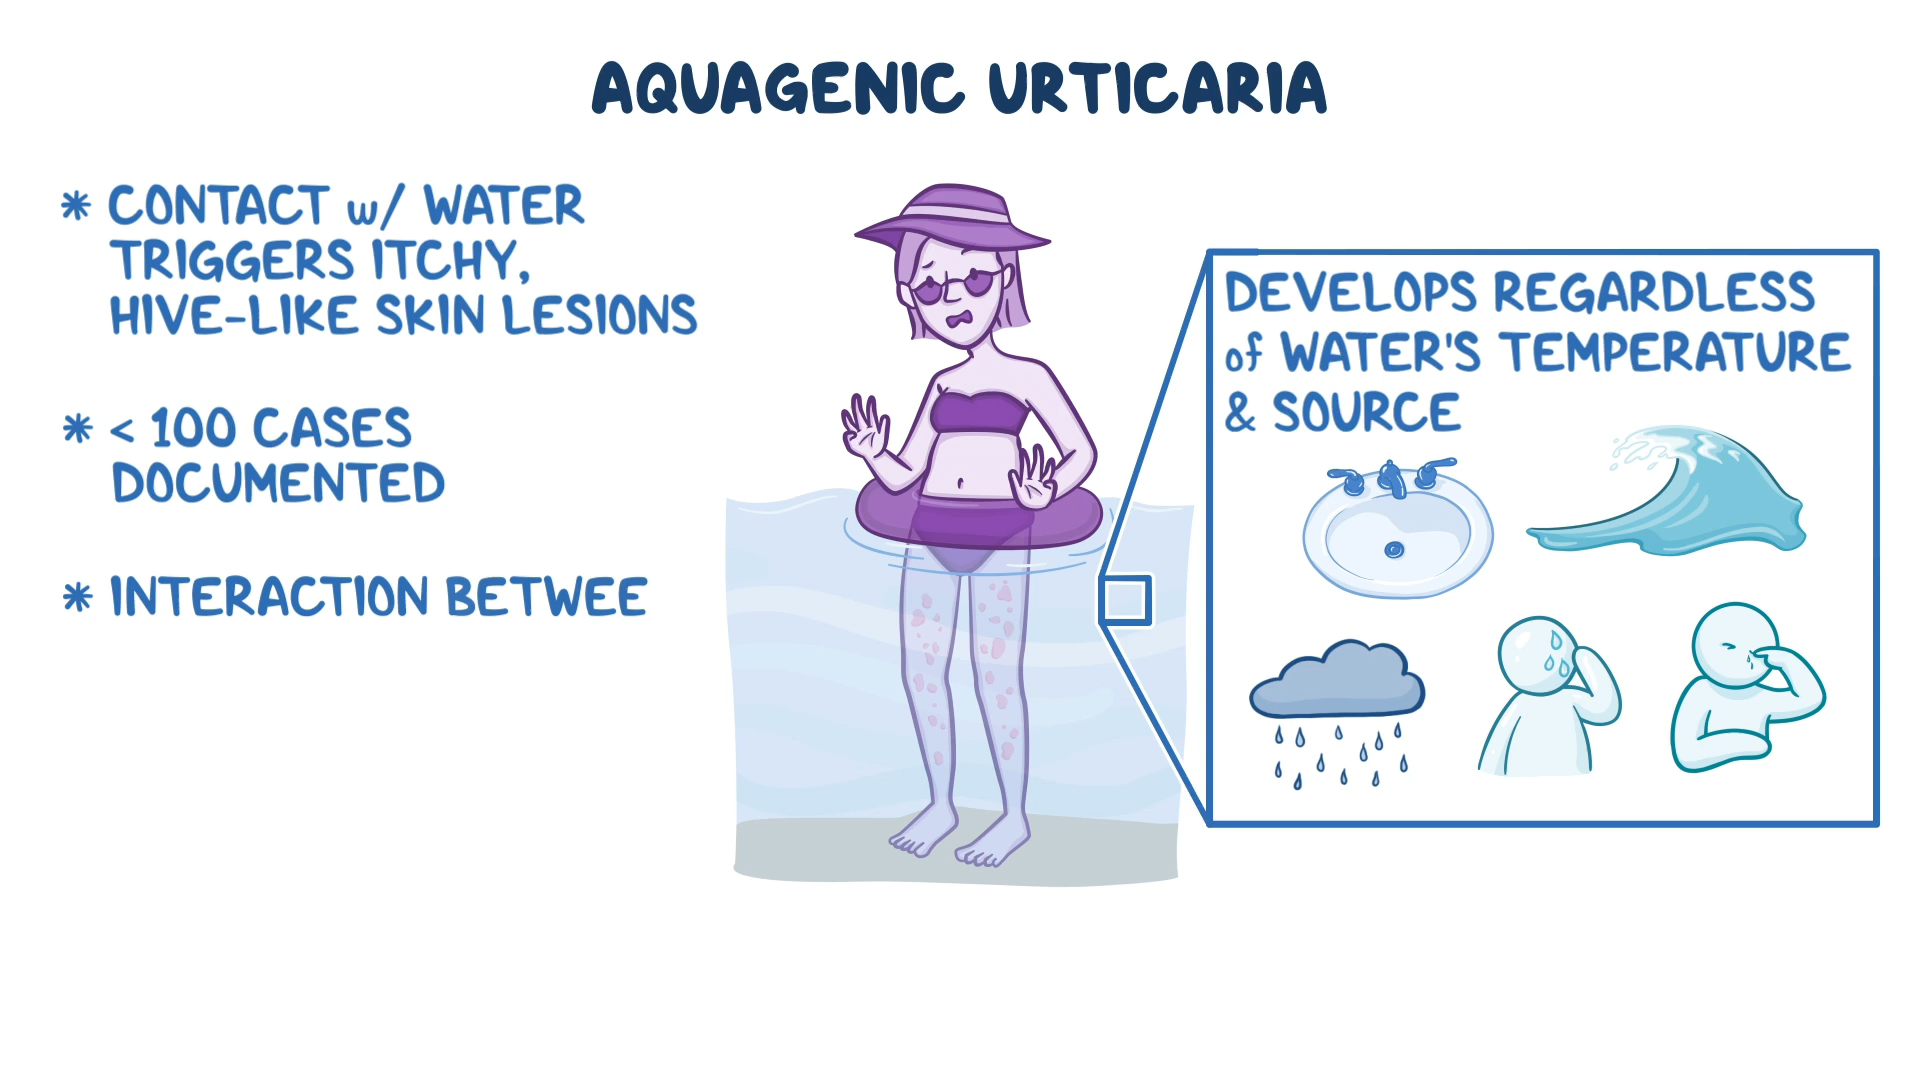 AQUAGENIC URTICARIA
* CONTACT w/ WATER
TRIGGERS ITCHY,
HIVE-LIKE SKIN LESIONS
* < 100 CASES
DOCUMENTED
* INTERACTION BETWEE
DEVELOPS REGARDLESS
of WATER'S TEMPERATURE
& SOURCE